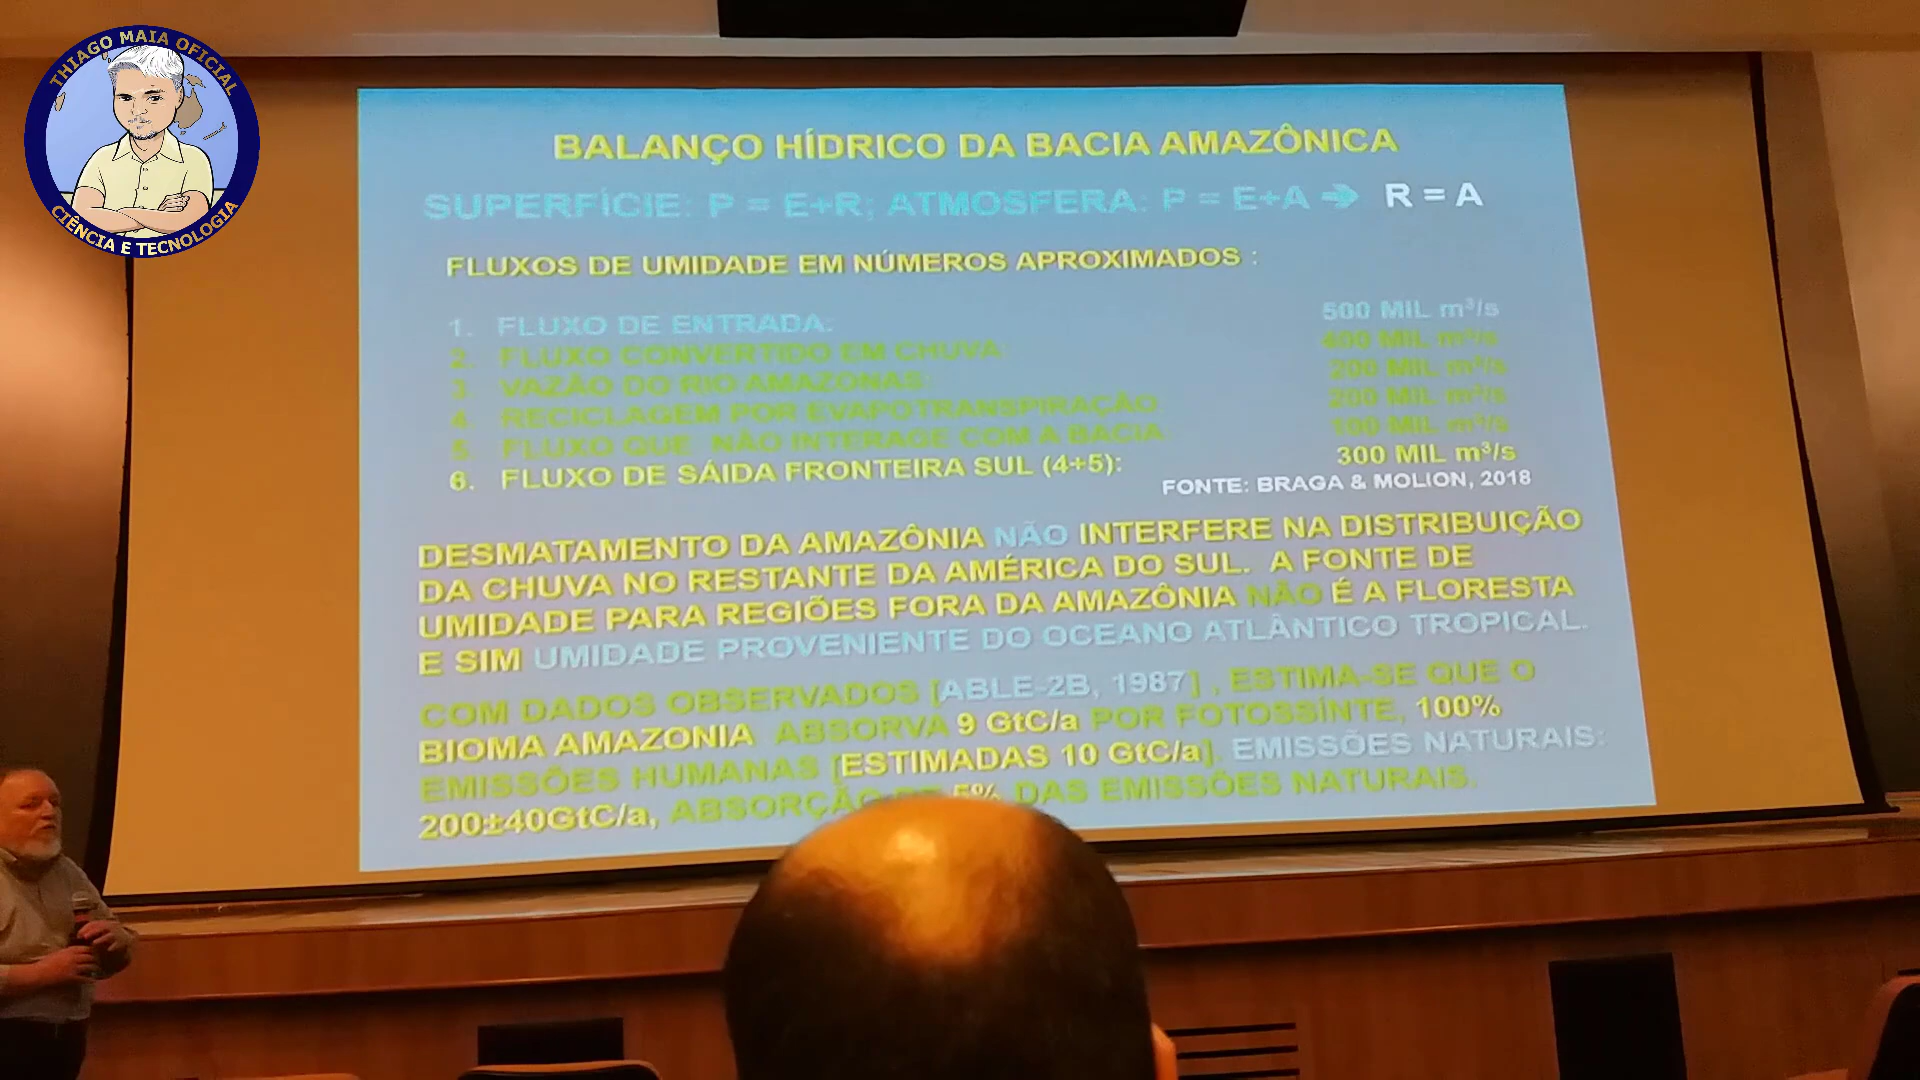 THIAGO MAIA OFICIAL
CIÊNCIA E TECNOLOGIA
BALANÇO HÍDRICO DA BACIA AMAZÔNICA
SUPERFÍCIE: P = E+R; ATMOSFERA: P = E+A ➔ R = A
FLUXOS DE UMIDADE EM NÚMEROS APROXIMADOS :
1. FLUXO DE ENTRADA: 500 MIL m³/s
2. FLUXO CONVERTIDO EM CHUVA: 400 MIL m³/s
3. VAZÃO DO RIO AMAZONAS: 200 MIL m³/s
4. RECICLAGEM POR EVAPOTRANSPIRAÇÃO 200 MIL m³/s
5. FLUXO QUE NÃO INTERAGE COM A BACIA 100 MIL m³/s
6. FLUXO DE SÁIDA FRONTEIRA SUL (4+5): 300 MIL m³/s
FONTE: BRAGA & MOLION, 2018
DESMATAMENTO DA AMAZÔNIA NÃO INTERFERE NA DISTRIBUIÇÃO
DA CHUVA NO RESTANTE DA AMÉRICA DO SUL. A FONTE DE
UMIDADE PARA REGIÕES FORA DA AMAZÔNIA NÃO É A FLORESTA
E SIM UMIDADE PROVENIENTE DO OCEANO ATLÂNTICO TROPICAL.
COM DADOS OBSERVADOS [ABLE-2B, 1987] , ESTIMA-SE QUE O
BIOMA AMAZONIA ABSORVA 9 GtC/a POR FOTOSSÍNTE, 100%
EMISSÕES HUMANAS [ESTIMADAS 10 GtC/a]. EMISSÕES NATURAIS:
200±40GtC/a, ABSORÇÃO DE 5% DAS EMISSÕES NATURAIS.